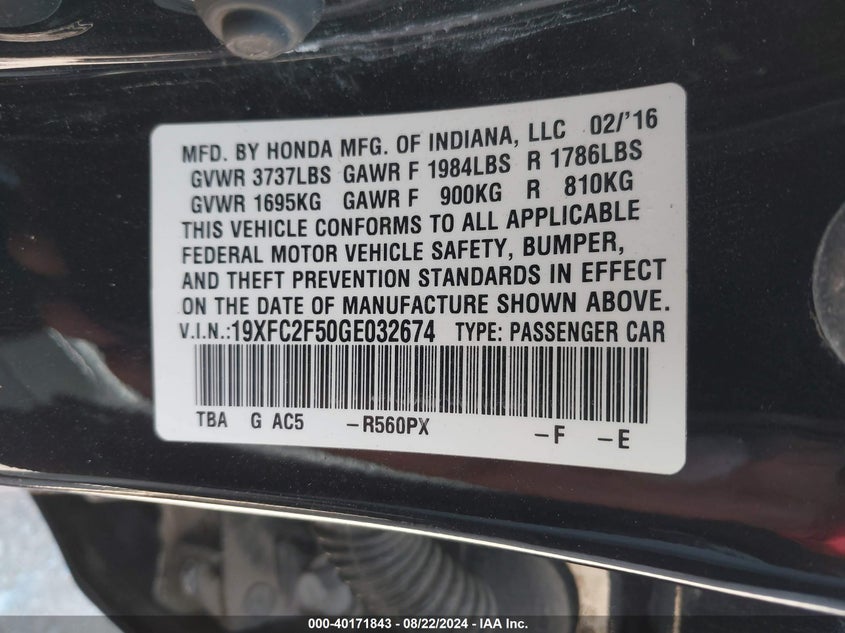 MFD. BY HONDA MFG. OF INDIANA, LLC 02/'16
GVWR 3737LBS GAWR F 1984LBS R 1786LBS
GVWR 1695KG GAWR F 900KG R 810KG
THIS VEHICLE CONFORMS TO ALL APPLICABLE
FEDERAL MOTOR VEHICLE SAFETY, BUMPER,
AND THEFT PREVENTION STANDARDS IN EFFECT
ON THE DATE OF MANUFACTURE SHOWN ABOVE.
V.I.N.:19XFC2F50GE032674 TYPE: PASSENGER CAR
TBA G AC5 -R560PX -F -E
000-40171843 - 08/22/2024 - IAA Inc.